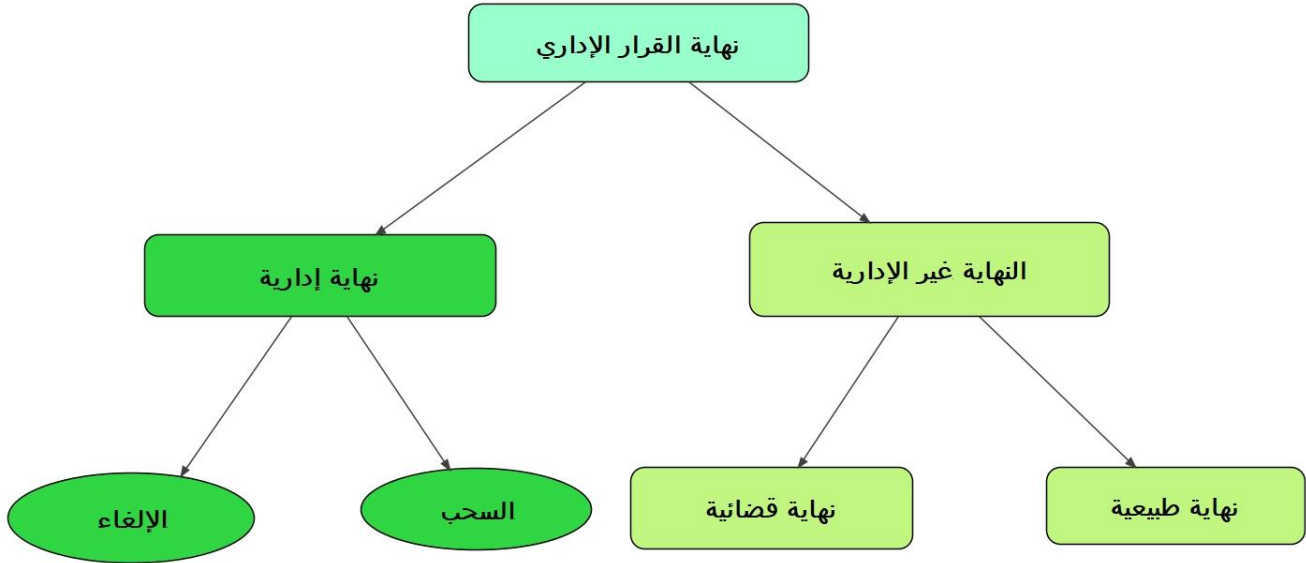 نهاية القرار الإداري
النهاية غير الإدارية
نهاية إدارية
نهاية طبيعية
نهاية قضائية
السحب
الإلغاء